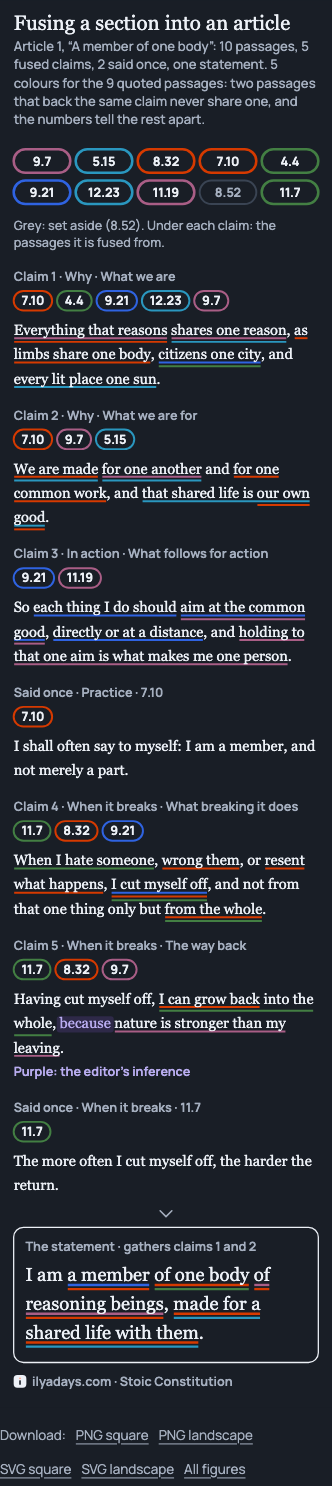 Fusing a section into an article
Article 1, “A member of one body”: 10 passages, 5
fused claims, 2 said once, one statement. 5
colours for the 9 quoted passages: two passages
that back the same claim never share one, and
the numbers tell the rest apart.
9.7 5.15 8.32 7.10 4.4
9.21 12.23 11.19 8.52 11.7
Grey: set aside (8.52). Under each claim: the
passages it is fused from.
Claim 1 · Why · What we are
7.10 4.4 9.21 12.23 9.7
Everything that reasons shares one reason, as
limbs share one body, citizens one city, and
every lit place one sun.
Claim 2 · Why · What we are for
7.10 9.7 5.15
We are made for one another and for one
common work, and that shared life is our own
good.
Claim 3 · In action · What follows for action
9.21 11.19
So each thing I do should aim at the common
good, directly or at a distance, and holding to
that one aim is what makes me one person.
Said once · Practice · 7.10
7.10
I shall often say to myself: I am a member, and
not merely a part.
Claim 4 · When it breaks · What breaking it does
11.7 8.32 9.21
When I hate someone, wrong them, or resent
what happens, I cut myself off, and not from
that one thing only but from the whole.
Claim 5 · When it breaks · The way back
11.7 8.32 9.7
Having cut myself off, I can grow back into the
whole, because nature is stronger than my
leaving.
Purple: the editor’s inference
Said once · When it breaks · 11.7
11.7
The more often I cut myself off, the harder the
return.
The statement · gathers claims 1 and 2
I am a member of one body of
reasoning beings, made for a
shared life with them.
ilyadays.com · Stoic Constitution
Download: PNG square PNG landscape
SVG square SVG landscape All figures